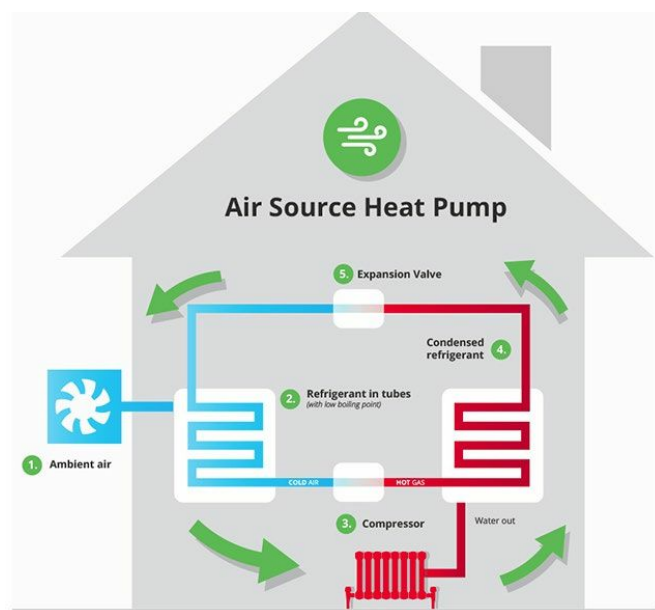 Air Source Heat Pump
5. Expansion Valve
Condensed
refrigerant
4.
2. Refrigerant in tubes
(with low boiling point)
1. Ambient air
COLD AIR
HOT GAS
3. Compressor
Water out